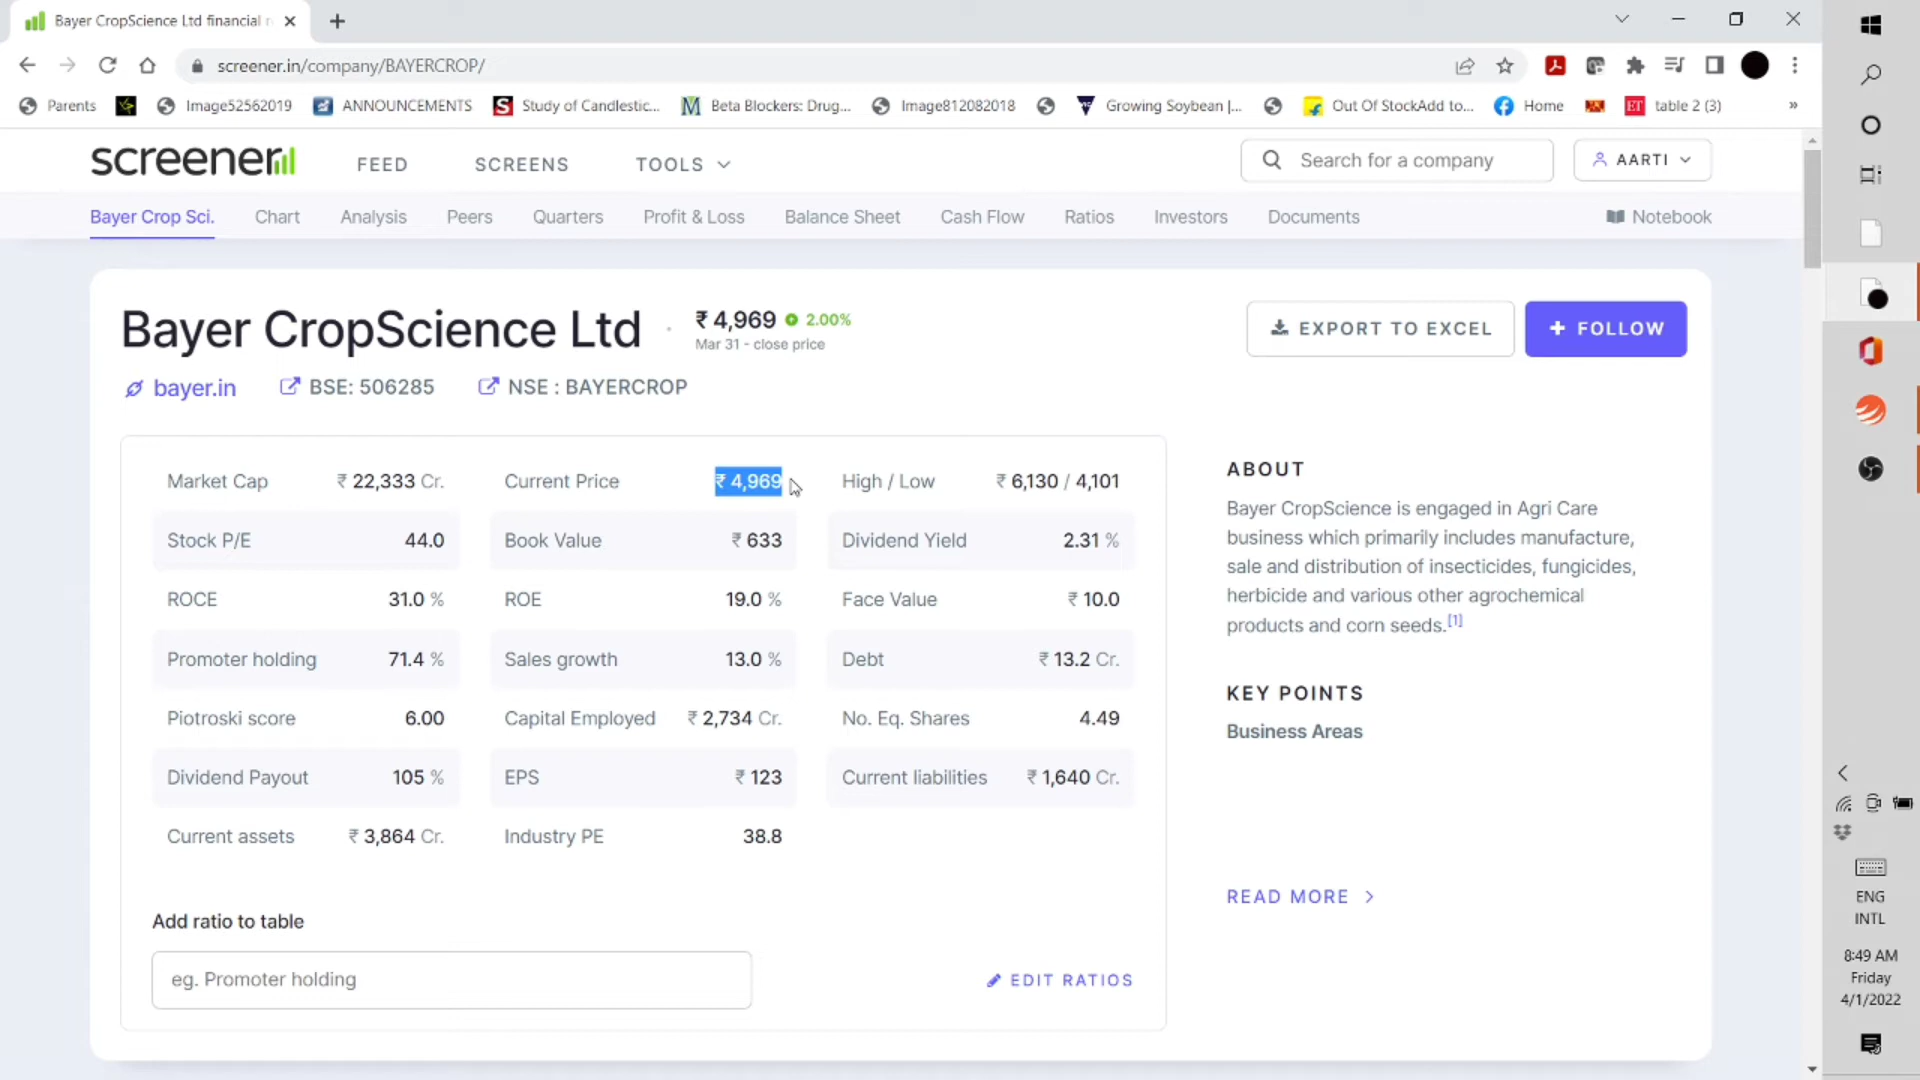 Bayer CropScience Ltd financial r
screener.in/company/BAYERCROP/
Parents Image52562019 ANNOUNCEMENTS Study of Candlestic... Beta Blockers: Drug... Image812082018 Growing Soybean |... Out Of StockAdd to... Home ET table 2 (3) »
screener FEED SCREENS TOOLS Search for a company AARTI
Bayer Crop Sci. Chart Analysis Peers Quarters Profit & Loss Balance Sheet Cash Flow Ratios Investors Documents Notebook
Bayer CropScience Ltd · ₹ 4,969 2.00%
Mar 31 - close price
EXPORT TO EXCEL + FOLLOW
bayer.in BSE: 506285 NSE : BAYERCROP
Market Cap ₹ 22,333 Cr. Current Price ₹ 4,969 High / Low ₹ 6,130 / 4,101
Stock P/E 44.0 Book Value ₹ 633 Dividend Yield 2.31 %
ROCE 31.0 % ROE 19.0 % Face Value ₹ 10.0
Promoter holding 71.4 % Sales growth 13.0 % Debt ₹ 13.2 Cr.
Piotroski score 6.00 Capital Employed ₹ 2,734 Cr. No. Eq. Shares 4.49
Dividend Payout 105 % EPS ₹ 123 Current liabilities ₹ 1,640 Cr.
Current assets ₹ 3,864 Cr. Industry PE 38.8
Add ratio to table
eg. Promoter holding
EDIT RATIOS
ABOUT
Bayer CropScience is engaged in Agri Care
business which primarily includes manufacture,
sale and distribution of insecticides, fungicides,
herbicide and various other agrochemical
products and corn seeds.[1]
KEY POINTS
Business Areas
READ MORE >
ENG
INTL
8:49 AM
Friday
4/1/2022